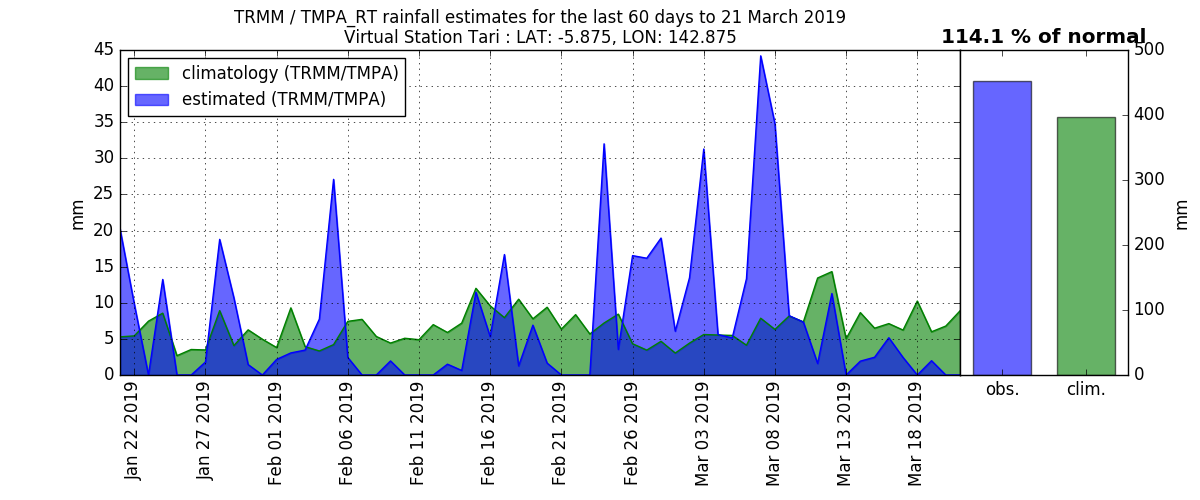 TRMM / TMPA_RT rainfall estimates for the last 60 days to 21 March 2019
Virtual Station Tari : LAT: -5.875, LON: 142.875
114.1 % of normal
climatology (TRMM/TMPA)
estimated (TRMM/TMPA)
mm
45
40
35
30
25
20
15
10
5
0
Jan 22 2019
Jan 27 2019
Feb 01 2019
Feb 06 2019
Feb 11 2019
Feb 16 2019
Feb 21 2019
Feb 26 2019
Mar 03 2019
Mar 08 2019
Mar 13 2019
Mar 18 2019
obs.
clim.
500
400
300
200
100
0
mm